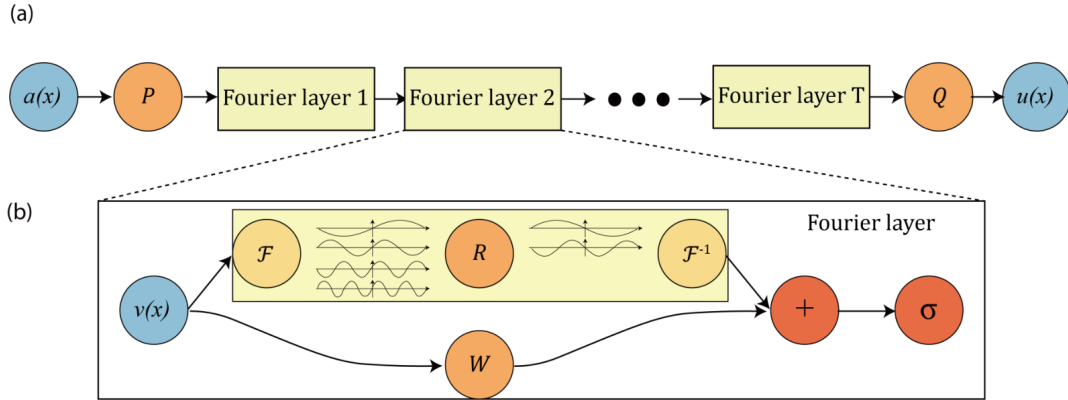 (a)
a(x) P Fourier layer 1 Fourier layer 2 ● ● ● Fourier layer T Q u(x)
(b)
Fourier layer
ℱ R ℱ⁻¹
v(x) + σ
W